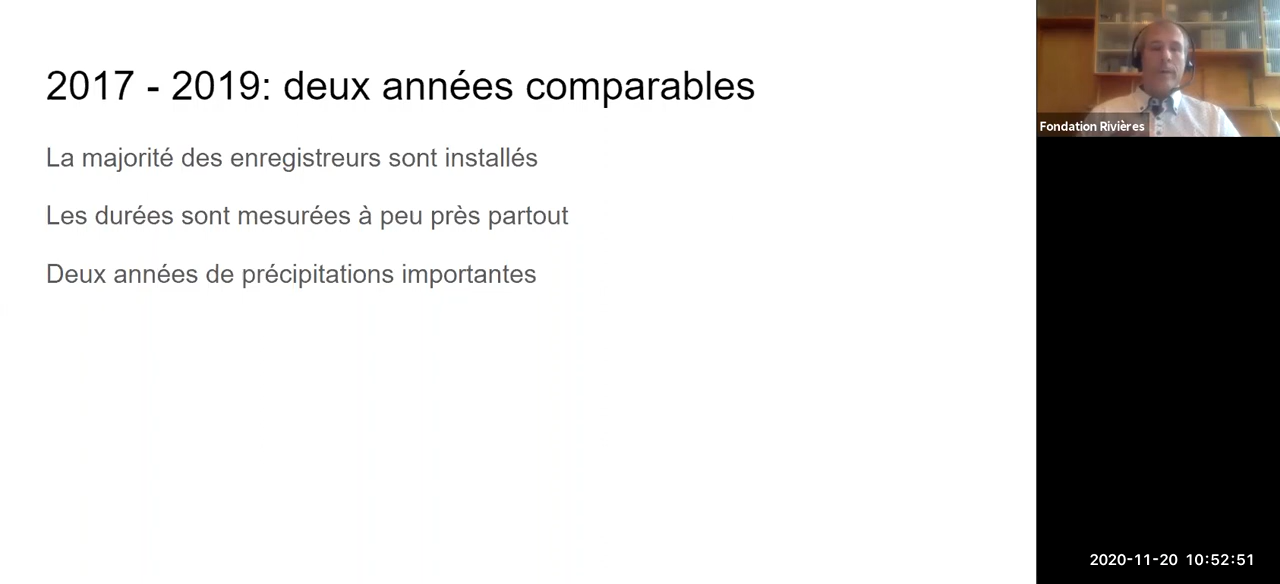 2017 - 2019: deux années comparables
La majorité des enregistreurs sont installés
Les durées sont mesurées à peu près partout
Deux années de précipitations importantes
Fondation Rivières
2020-11-20 10:52:51